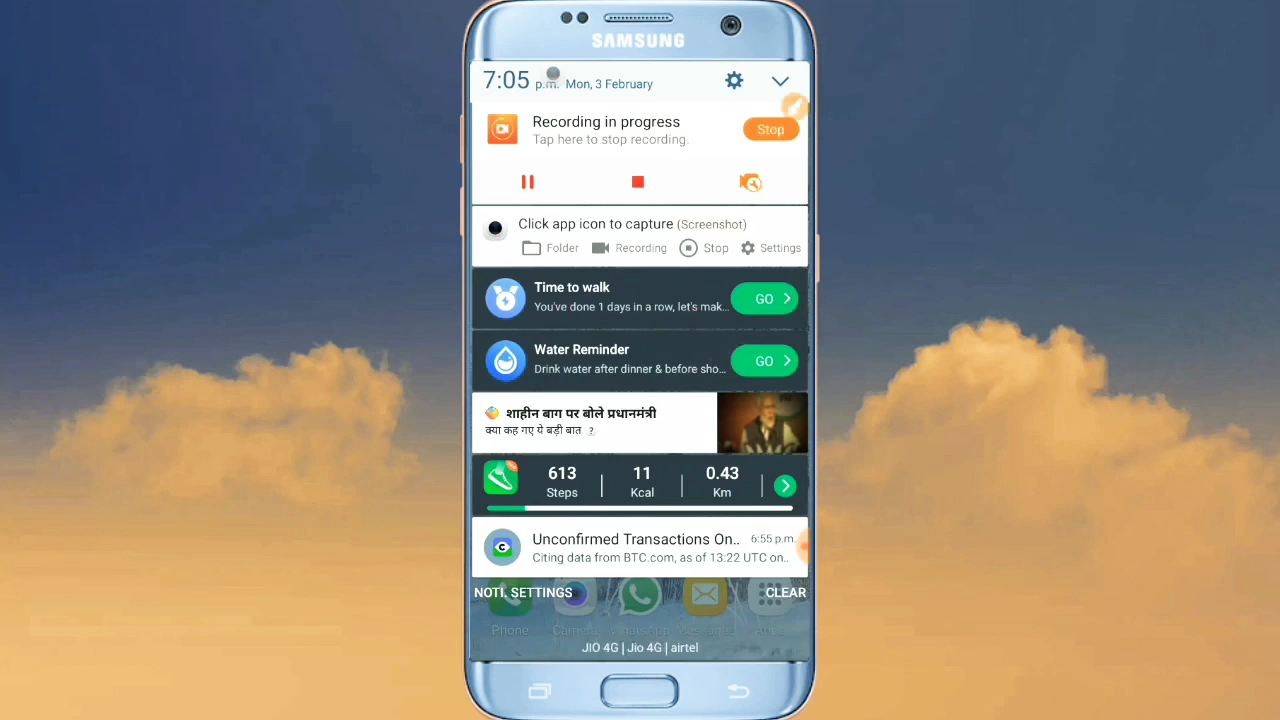 SAMSUNG
7:05 p.m. Mon, 3 February
Recording in progress
Tap here to stop recording.
Stop
Click app icon to capture (Screenshot)
Folder Recording Stop Settings
Time to walk
You've done 1 days in a row, let's mak...
GO
Water Reminder
Drink water after dinner & before sho...
GO
शाहीन बाग पर बोले प्रधानमंत्री
क्या कह गए ये बड़ी बात ?
613 11 0.43
Steps Kcal Km
Unconfirmed Transactions On.. 6:55 p.m.
Citing data from BTC.com, as of 13:22 UTC on..
NOTI. SETTINGS CLEAR
Phone Camera WhatsApp Messages Apps
JIO 4G | Jio 4G | airtel